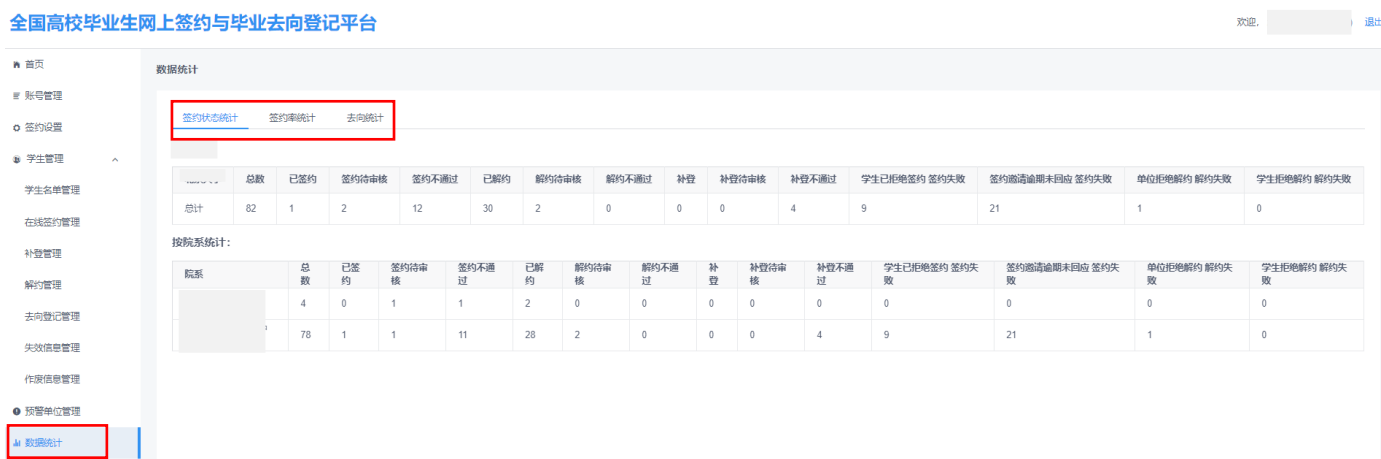 全国高校毕业生网上签约与毕业去向登记平台
欢迎,
退出
首页
账号管理
签约设置
学生管理
学生名单管理
在线签约管理
补登管理
解约管理
去向登记管理
失效信息管理
作废信息管理
预警单位管理
数据统计
数据统计
签约状态统计 签约率统计 去向统计
总数 已签约 签约待审核 签约不通过 已解约 解约待审核 解约不通过 补登 补登待审核 补登不通过 学生已拒绝签约 签约失败 签约邀请逾期未回应 签约失败 单位拒绝解约 解约失败 学生拒绝解约 解约失败
总计 82 1 2 12 30 2 0 0 0 4 9 21 1 0
按院系统计：
院系 总数 已签约 签约待审核 签约不通过 已解约 解约待审核 解约不通过 补登 补登待审核 补登不通过 学生已拒绝签约 签约失败 签约邀请逾期未回应 签约失败 单位拒绝解约 解约失败 学生拒绝解约 解约失败
4 0 1 1 2 0 0 0 0 0 0 0 0 0
78 1 1 11 28 2 0 0 0 4 9 21 1 0